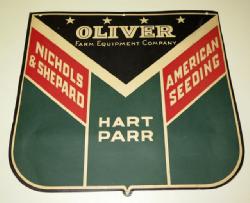 OLIVER
FARM EQUIPMENT COMPANY
NICHOLS
& SHEPARD
AMERICAN
SEEDING
HART
PARR